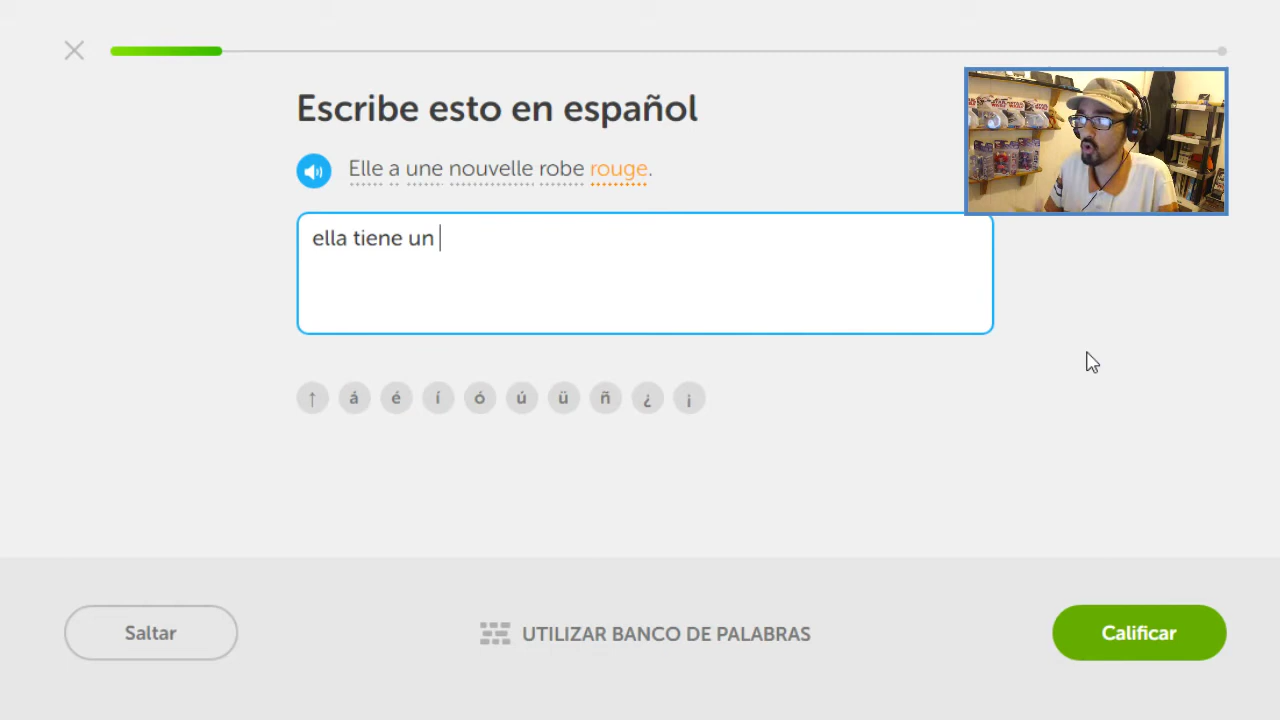 Escribe esto en español
Elle a une nouvelle robe rouge.
ella tiene un
↑ á é í ó ú ü ñ ¿ ¡
Saltar
UTILIZAR BANCO DE PALABRAS
Calificar